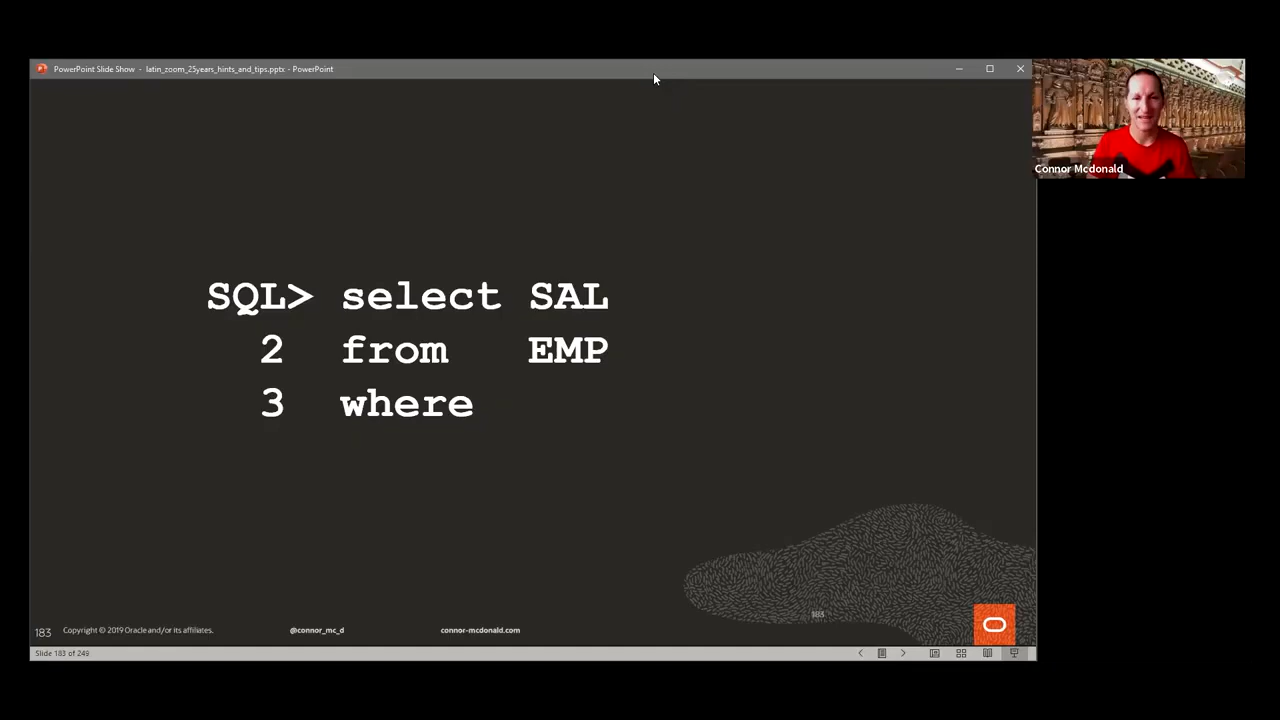 PowerPoint Slide Show - latin_zoom_25years_hints_and_tips.pptx - PowerPoint
Connor Mcdonald
SQL> select SAL
2 from EMP
3 where
183
183 Copyright © 2019 Oracle and/or its affiliates. @connor_mc_d connor-mcdonald.com
Slide 183 of 249